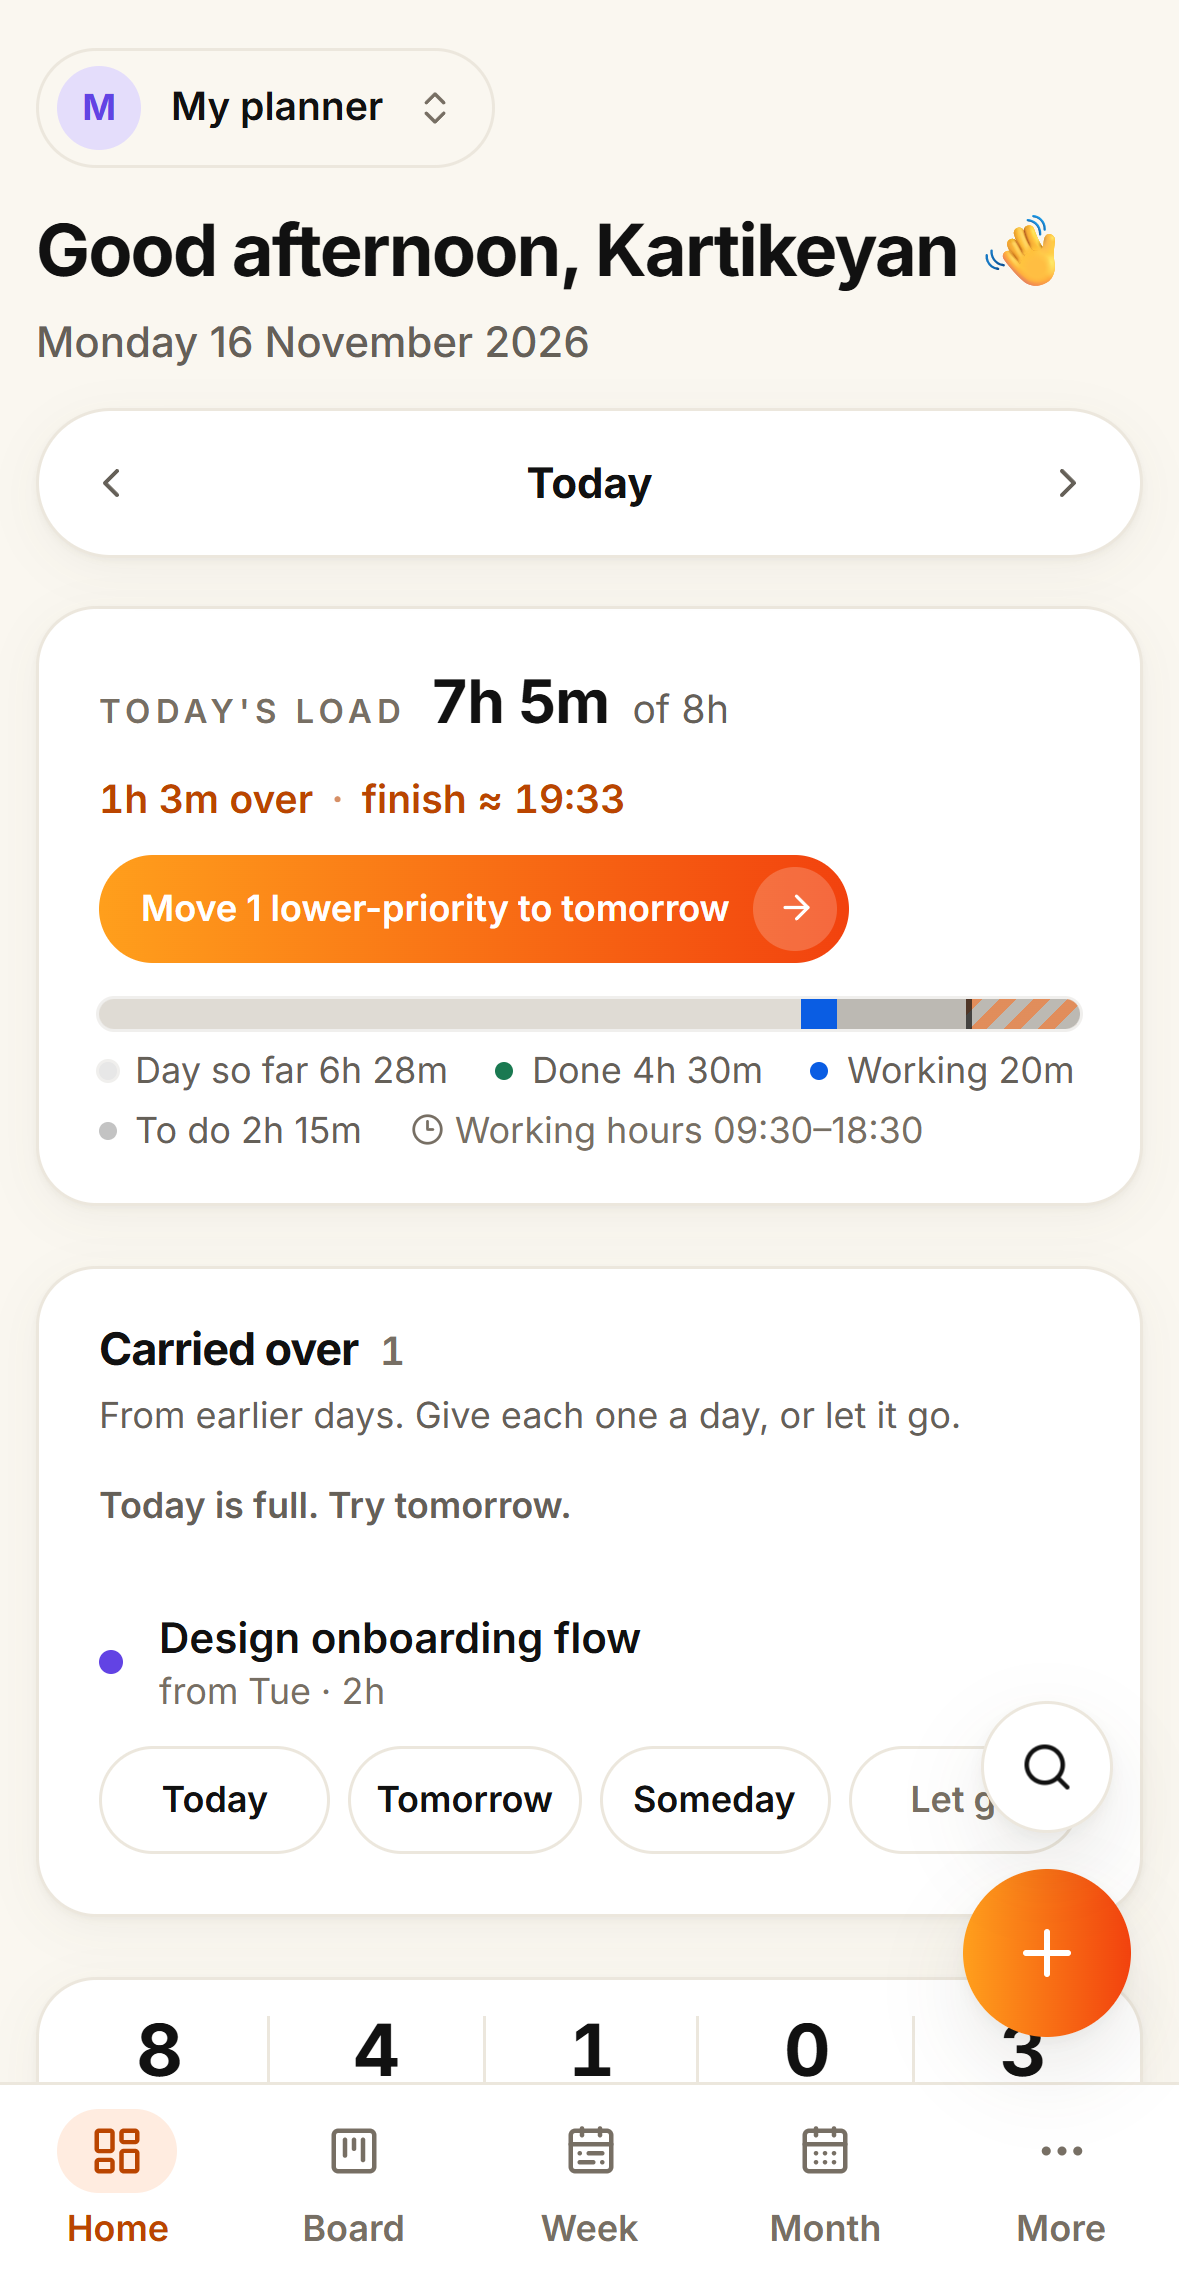 M My planner
Good afternoon, Kartikeyan 👋
Monday 16 November 2026
Today
TODAY'S LOAD 7h 5m of 8h
1h 3m over · finish ≈ 19:33
Move 1 lower-priority to tomorrow
Day so far 6h 28m Done 4h 30m Working 20m
To do 2h 15m Working hours 09:30–18:30
Carried over 1
From earlier days. Give each one a day, or let it go.
Today is full. Try tomorrow.
Design onboarding flow
from Tue · 2h
Today Tomorrow Someday Let g
8 4 1 0 3
Home Board Week Month More